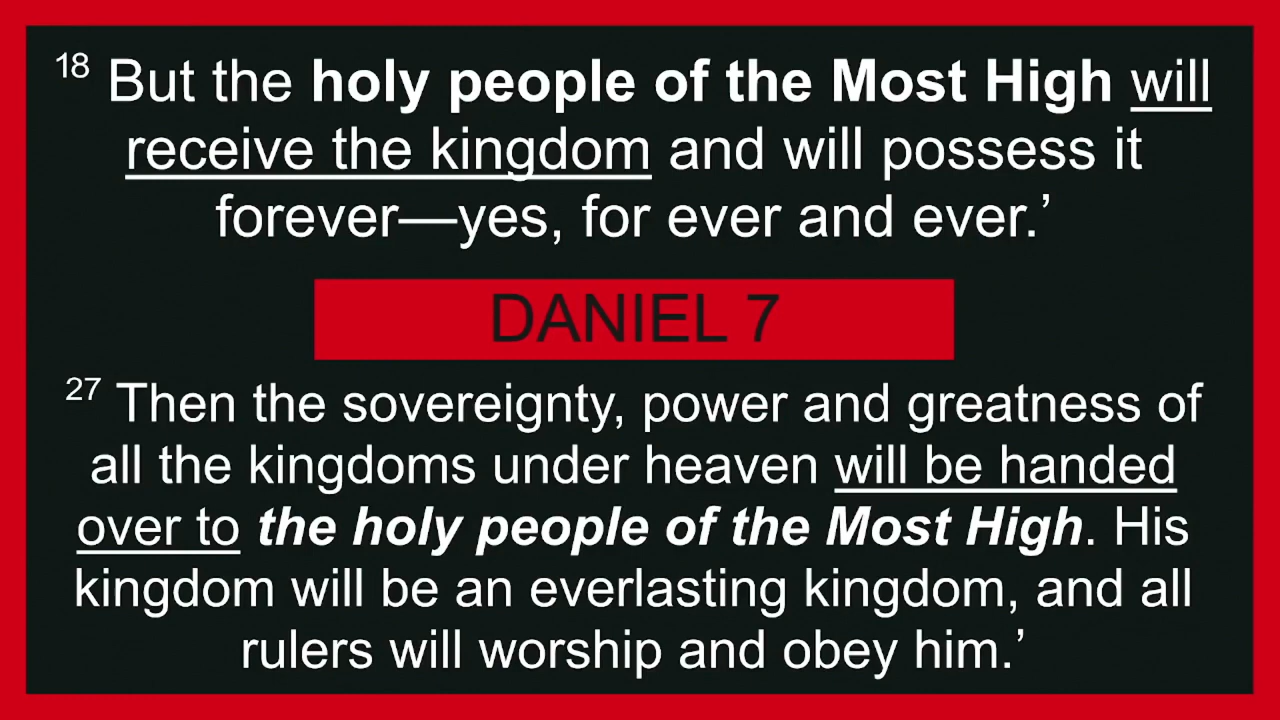 18 But the holy people of the Most High will
receive the kingdom and will possess it
forever—yes, for ever and ever.’
DANIEL 7
27 Then the sovereignty, power and greatness of
all the kingdoms under heaven will be handed
over to the holy people of the Most High. His
kingdom will be an everlasting kingdom, and all
rulers will worship and obey him.’